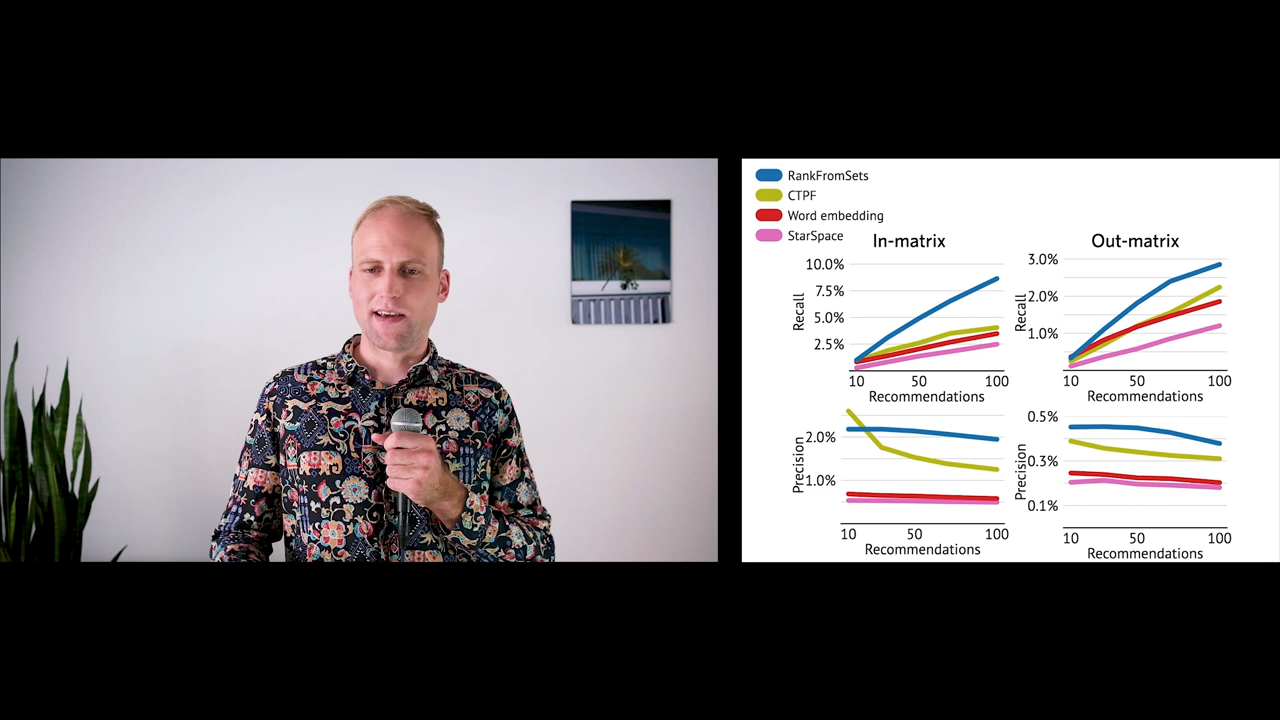 RankFromSets
CTPF
Word embedding
StarSpace
In-matrix
10.0%
7.5%
5.0%
2.5%
Recall
10 50 100
Recommendations
Out-matrix
3.0%
2.0%
1.0%
Recall
10 50 100
Recommendations
2.0%
1.0%
Precision
10 50 100
Recommendations
0.5%
0.3%
0.1%
Precision
10 50 100
Recommendations